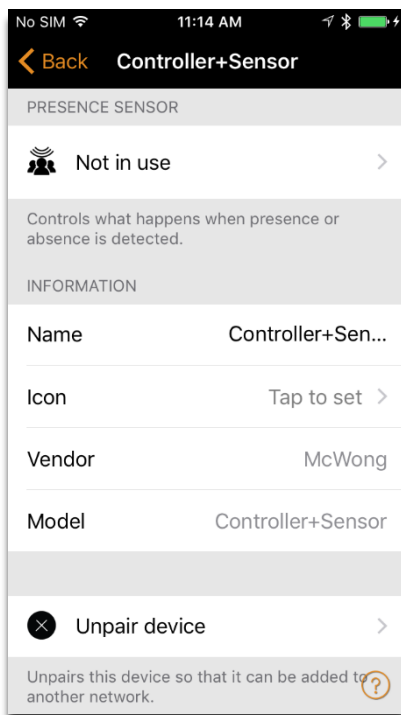 No SIM 11:14 AM
Back Controller+Sensor
PRESENCE SENSOR
Not in use
Controls what happens when presence or
absence is detected.
INFORMATION
Name Controller+Sen...
Icon Tap to set
Vendor McWong
Model Controller+Sensor
Unpair device
Unpairs this device so that it can be added to
another network.
?